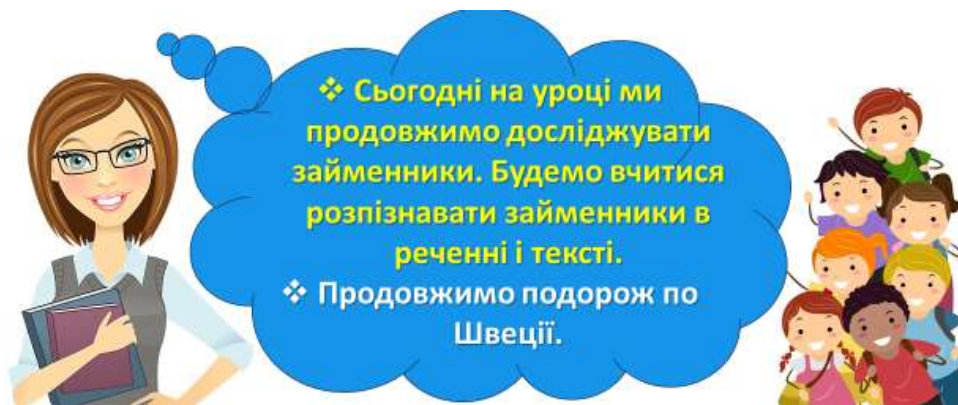 ❖ Сьогодні на уроці ми
продовжимо досліджувати
займенники. Будемо вчитися
розпізнавати займенники в
реченні і тексті.
❖ Продовжимо подорож по
Швеції.